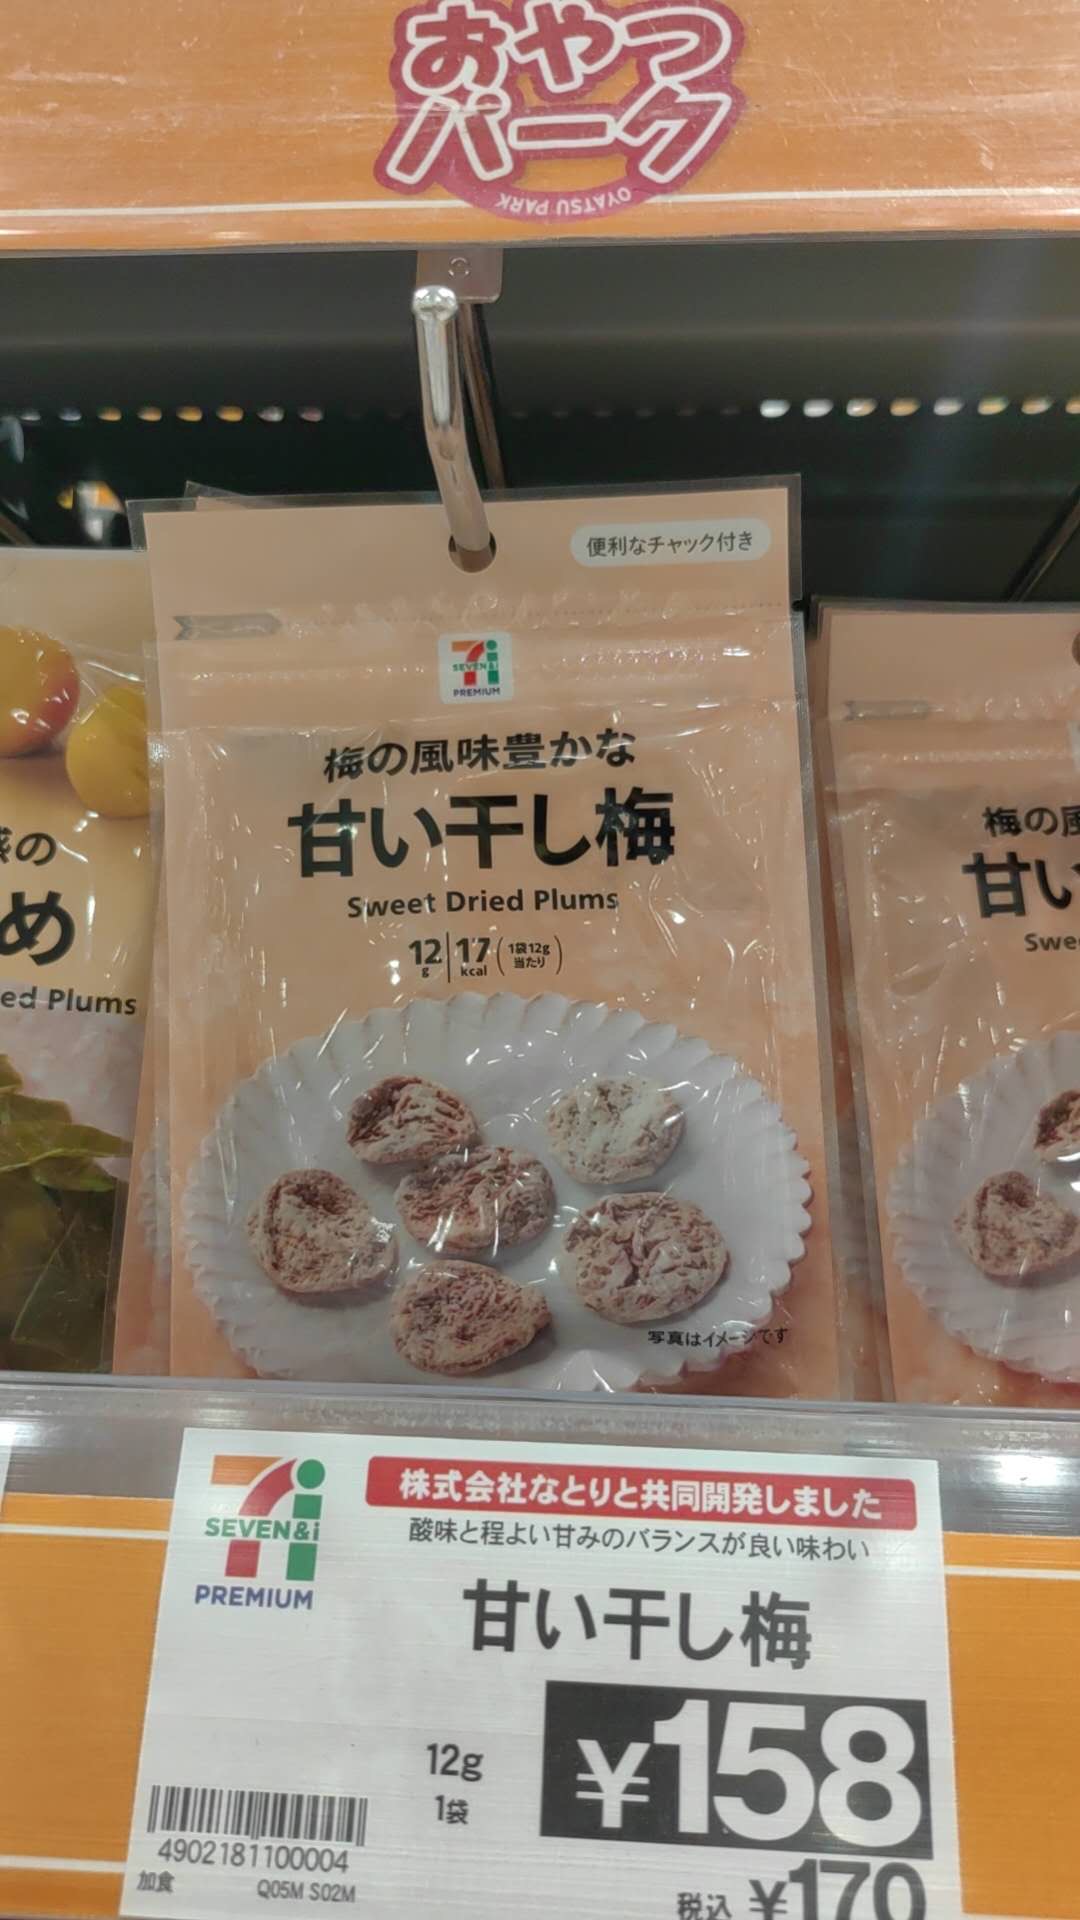 おやつ
パーク
OYATSU PARK
便利なチャック付き
SEVEN&i
PREMIUM
梅の風味豊かな
甘い干し梅
Sweet Dried Plums
12g 17kcal (1袋12g当たり)
写真はイメージです
の
め
ed Plums
梅の風
甘い
Swe
SEVEN&i
PREMIUM
株式会社なとりと共同開発しました
酸味と程よい甘みのバランスが良い味わい
甘い干し梅
12g
1袋
¥158
税込 ¥170
4902181100004
加食 Q05M S02M